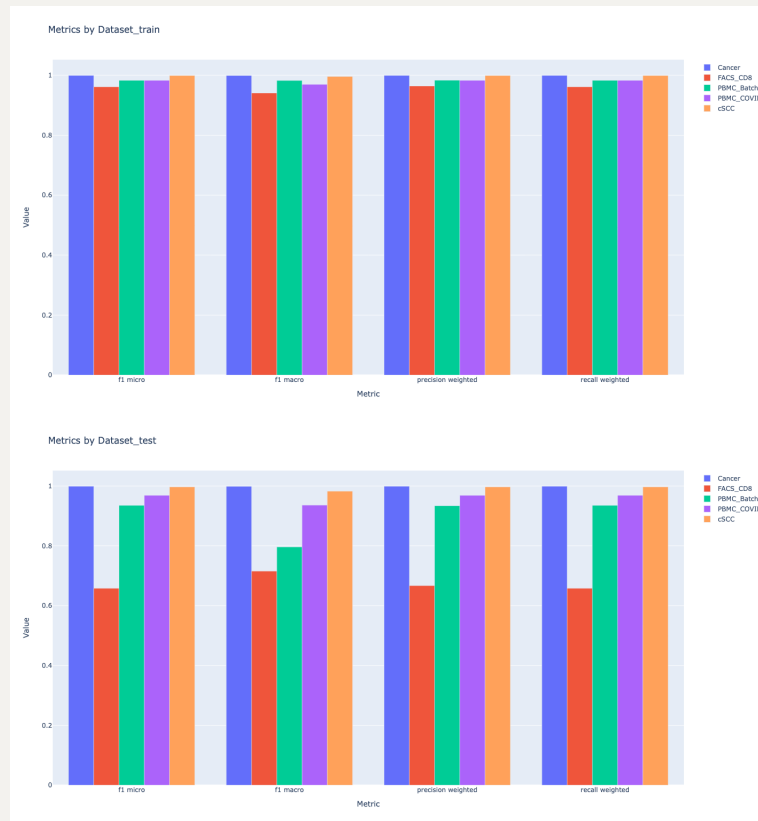 Metrics by Dataset_train
1
0.8
0.6
0.4
0.2
0
Value
f1 micro
f1 macro
precision weighted
recall weighted
Metric
Cancer
FACS_CD8
PBMC_Batch
PBMC_COVI
cSCC
Metrics by Dataset_test
1
0.8
0.6
0.4
0.2
0
Value
f1 micro
f1 macro
precision weighted
recall weighted
Metric
Cancer
FACS_CD8
PBMC_Batch
PBMC_COVI
cSCC